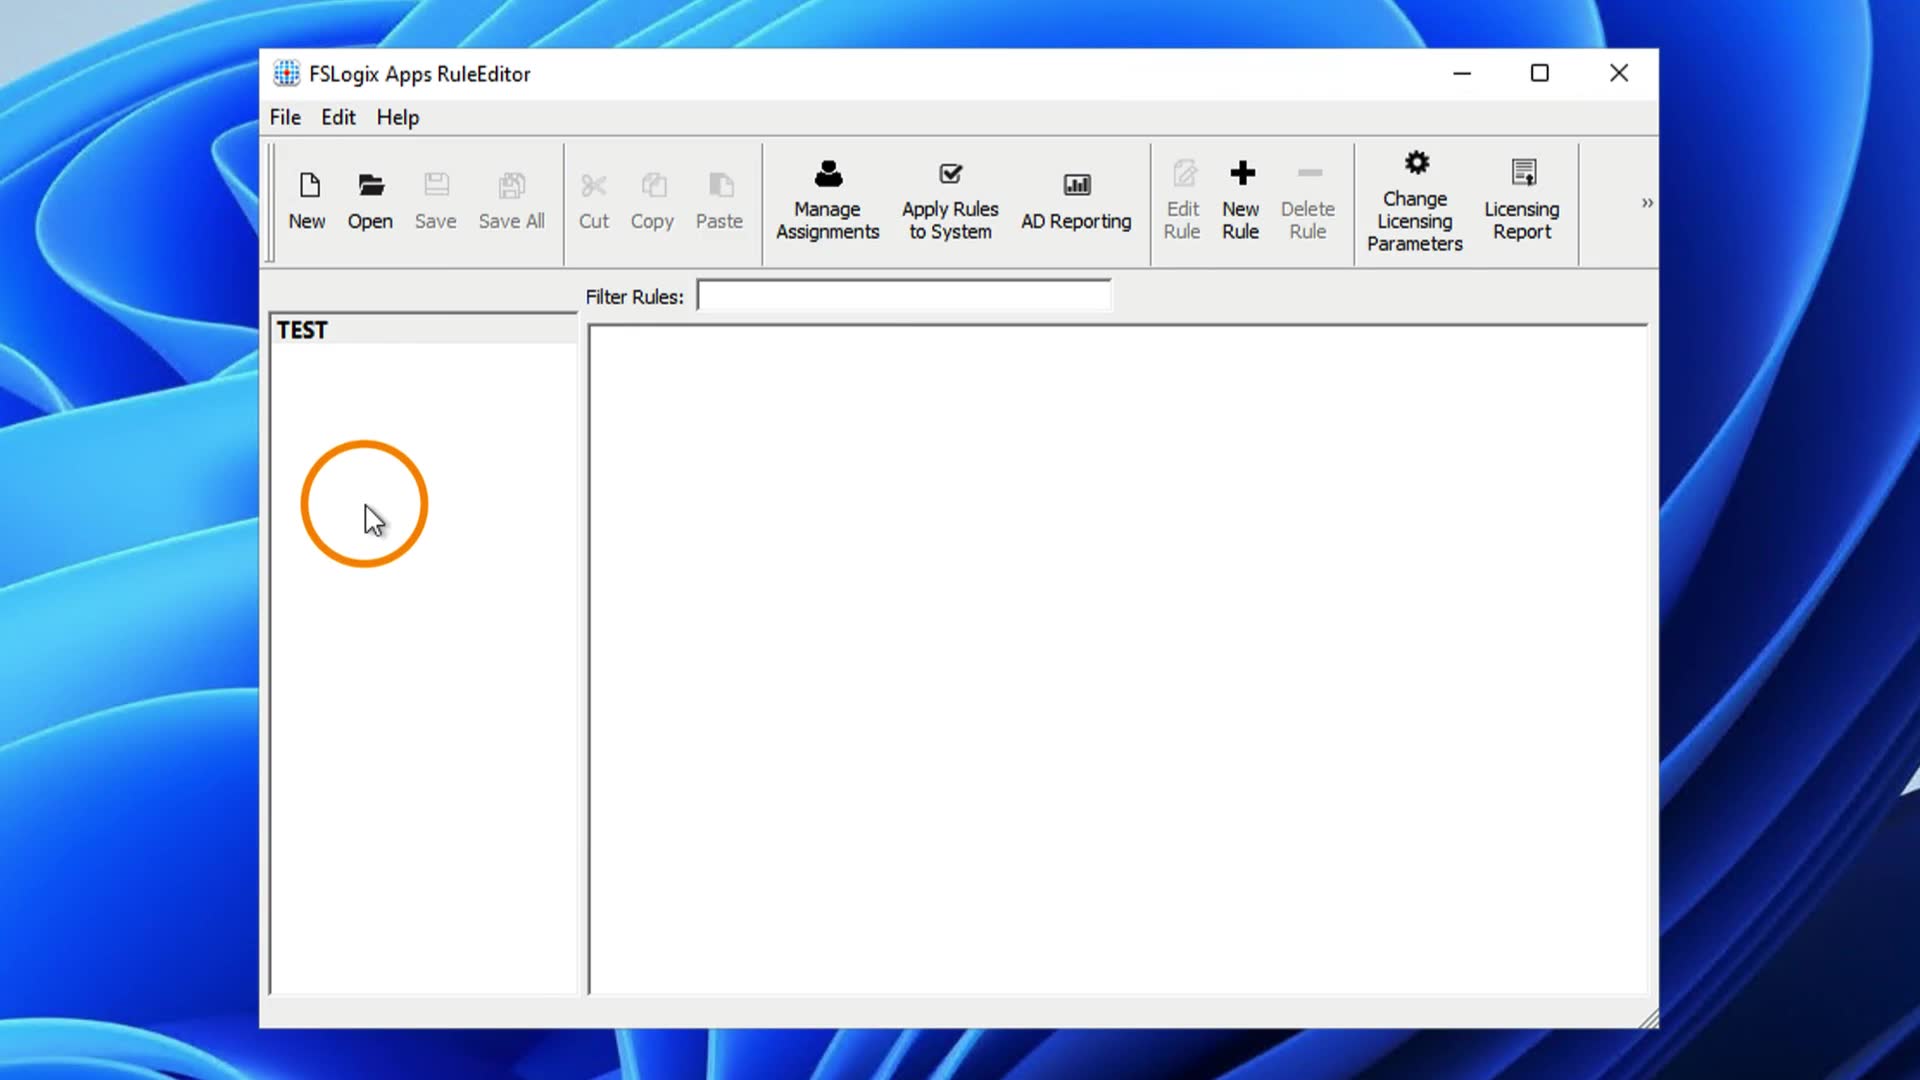 FSLogix Apps RuleEditor
File Edit Help
New Open Save Save All Cut Copy Paste Manage Assignments Apply Rules to System AD Reporting Edit Rule New Rule Delete Rule Change Licensing Parameters Licensing Report »
Filter Rules:
TEST